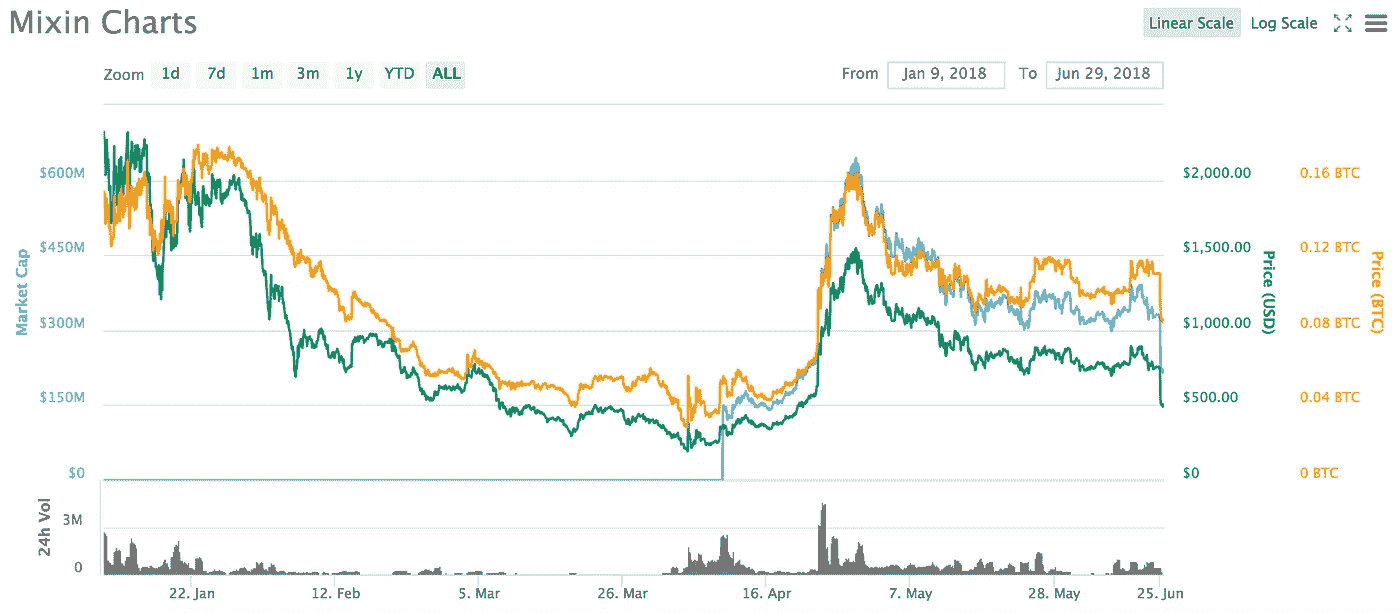 Mixin Charts
Linear Scale Log Scale
Zoom 1d 7d 1m 3m 1y YTD ALL
From Jan 9, 2018 To Jun 29, 2018
$600M $2,000.00 0.16 BTC
$450M $1,500.00 0.12 BTC
Market Cap
Price (USD)
Price (BTC)
$300M $1,000.00 0.08 BTC
$150M $500.00 0.04 BTC
$0 $0 0 BTC
24h Vol
3M
0
22. Jan 12. Feb 5. Mar 26. Mar 16. Apr 7. May 28. May 25. Jun